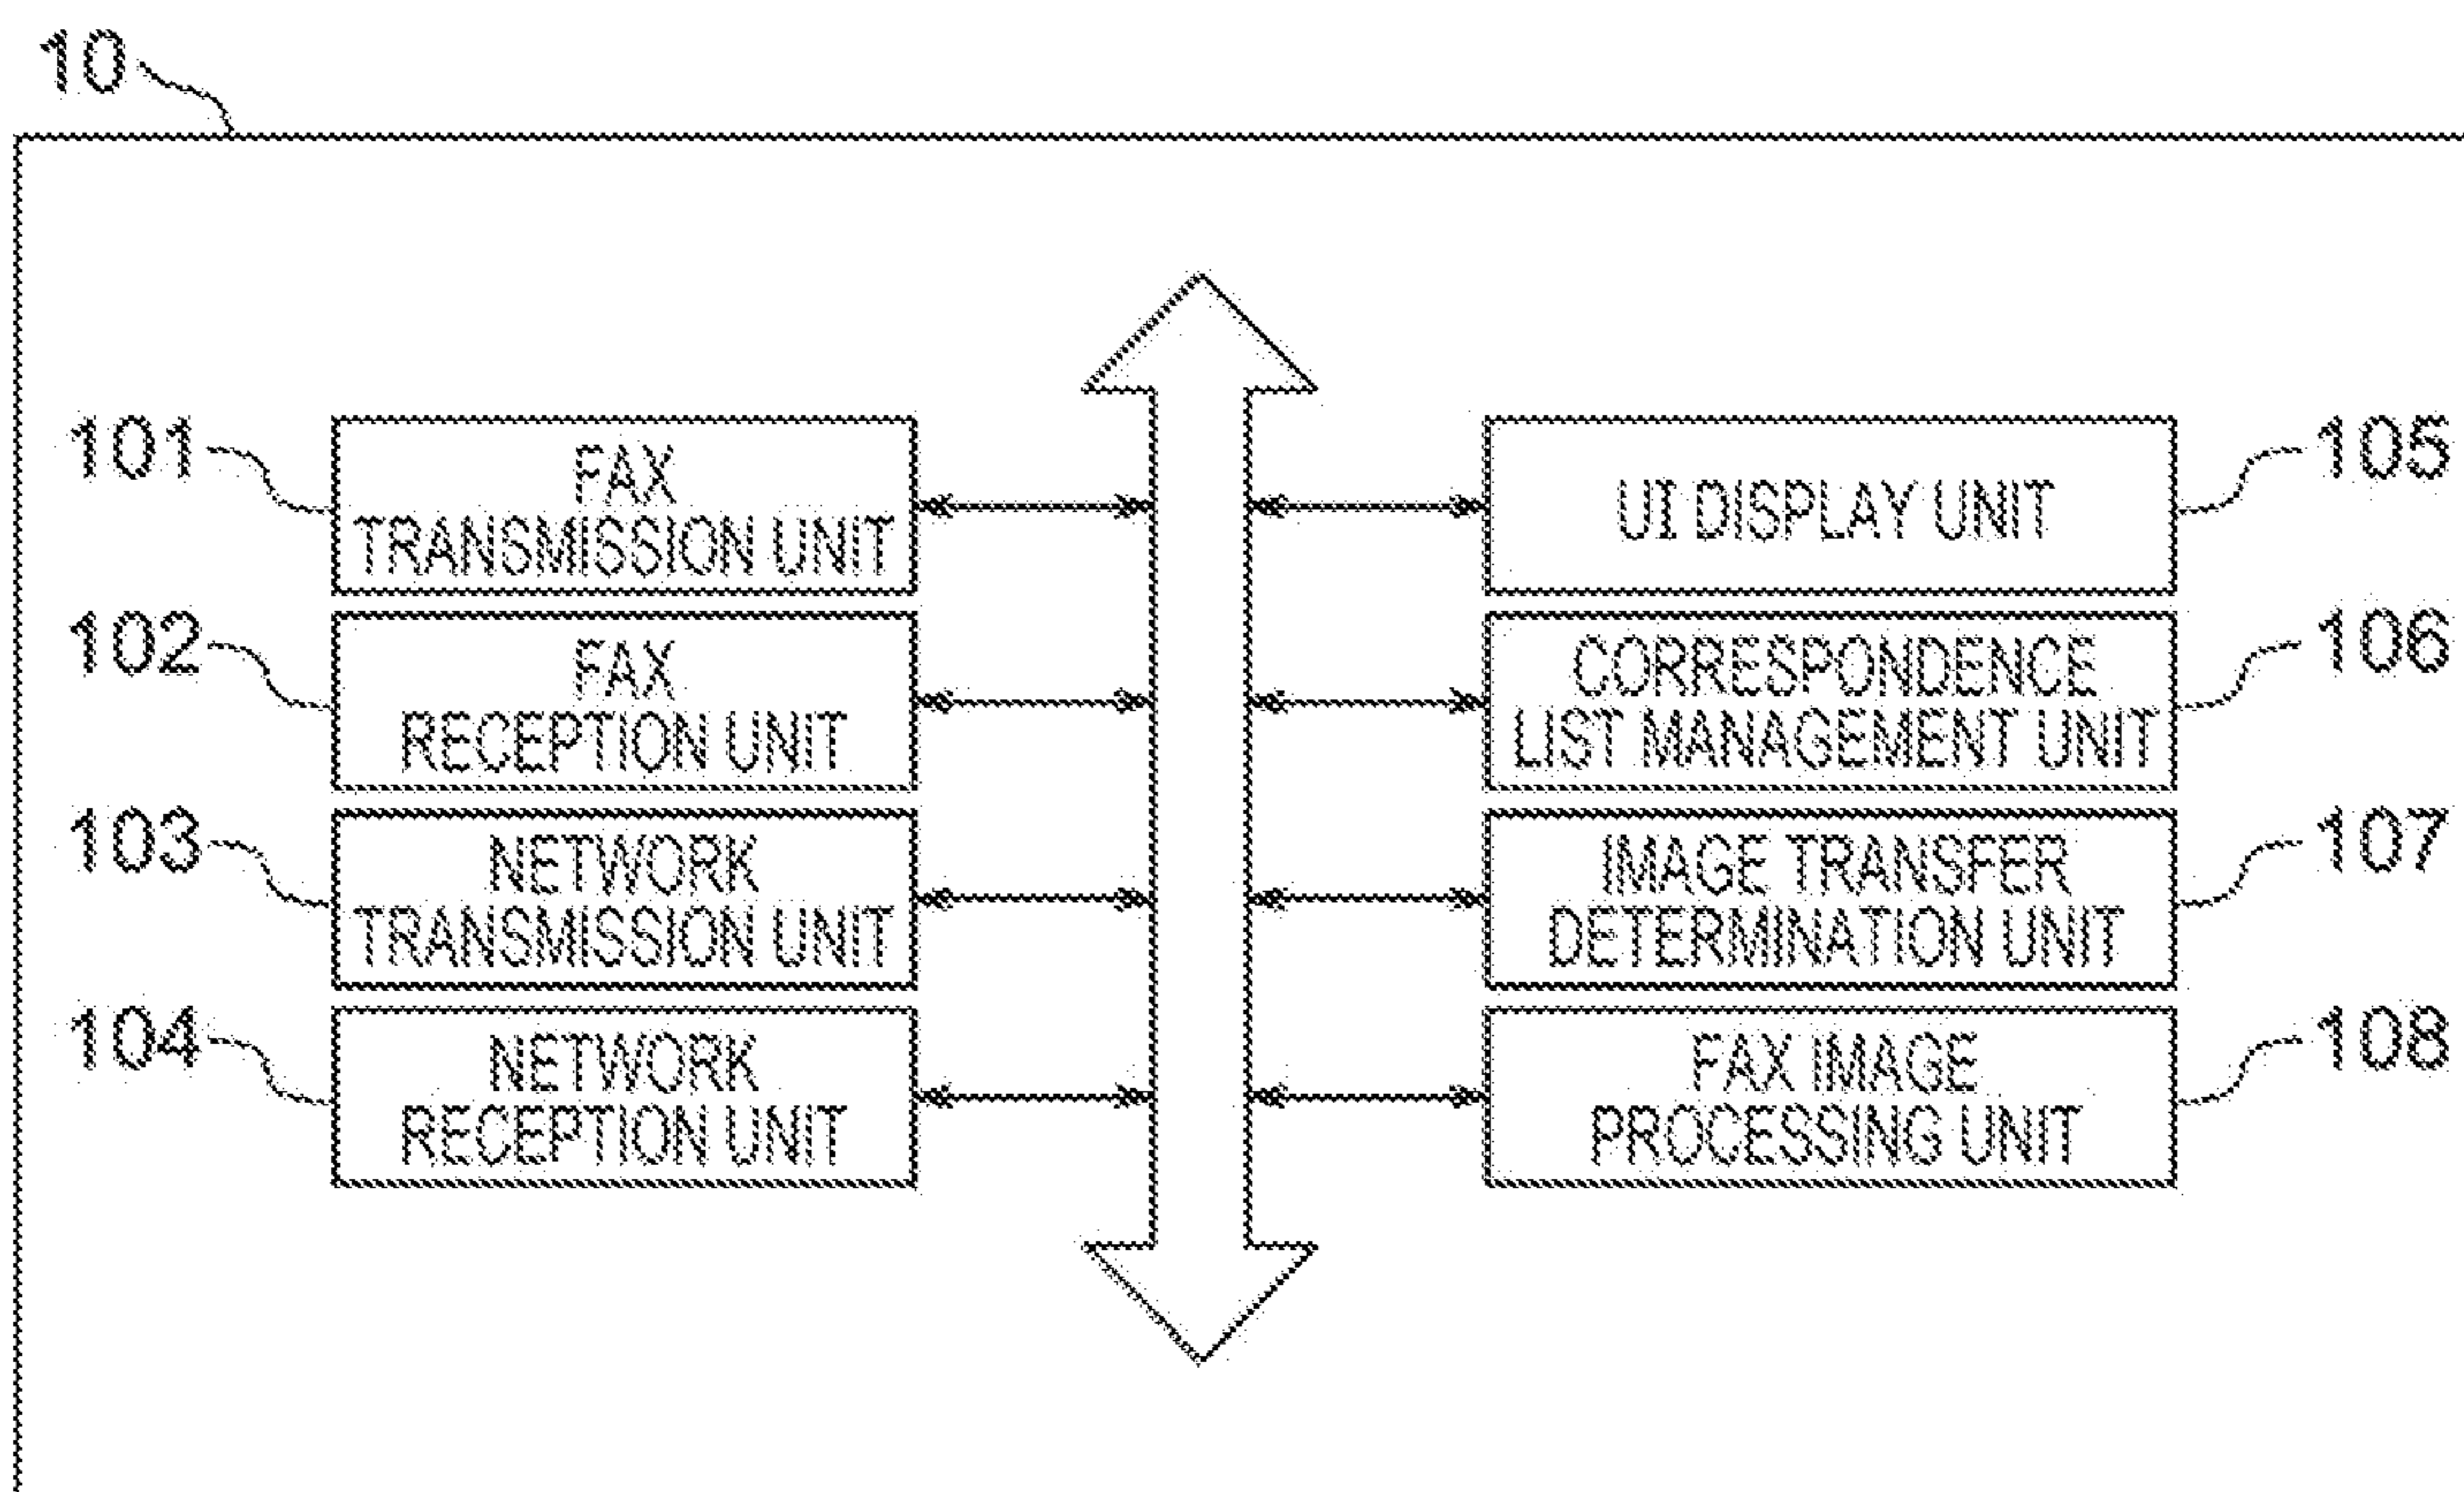 10
101
FAX
TRANSMISSION UNIT
102
FAX
RECEPTION UNIT
103
NETWORK
TRANSMISSION UNIT
104
NETWORK
RECEPTION UNIT
UI DISPLAY UNIT
105
CORRESPONDENCE
LIST MANAGEMENT UNIT
106
IMAGE TRANSFER
DETERMINATION UNIT
107
FAX IMAGE
PROCESSING UNIT
108